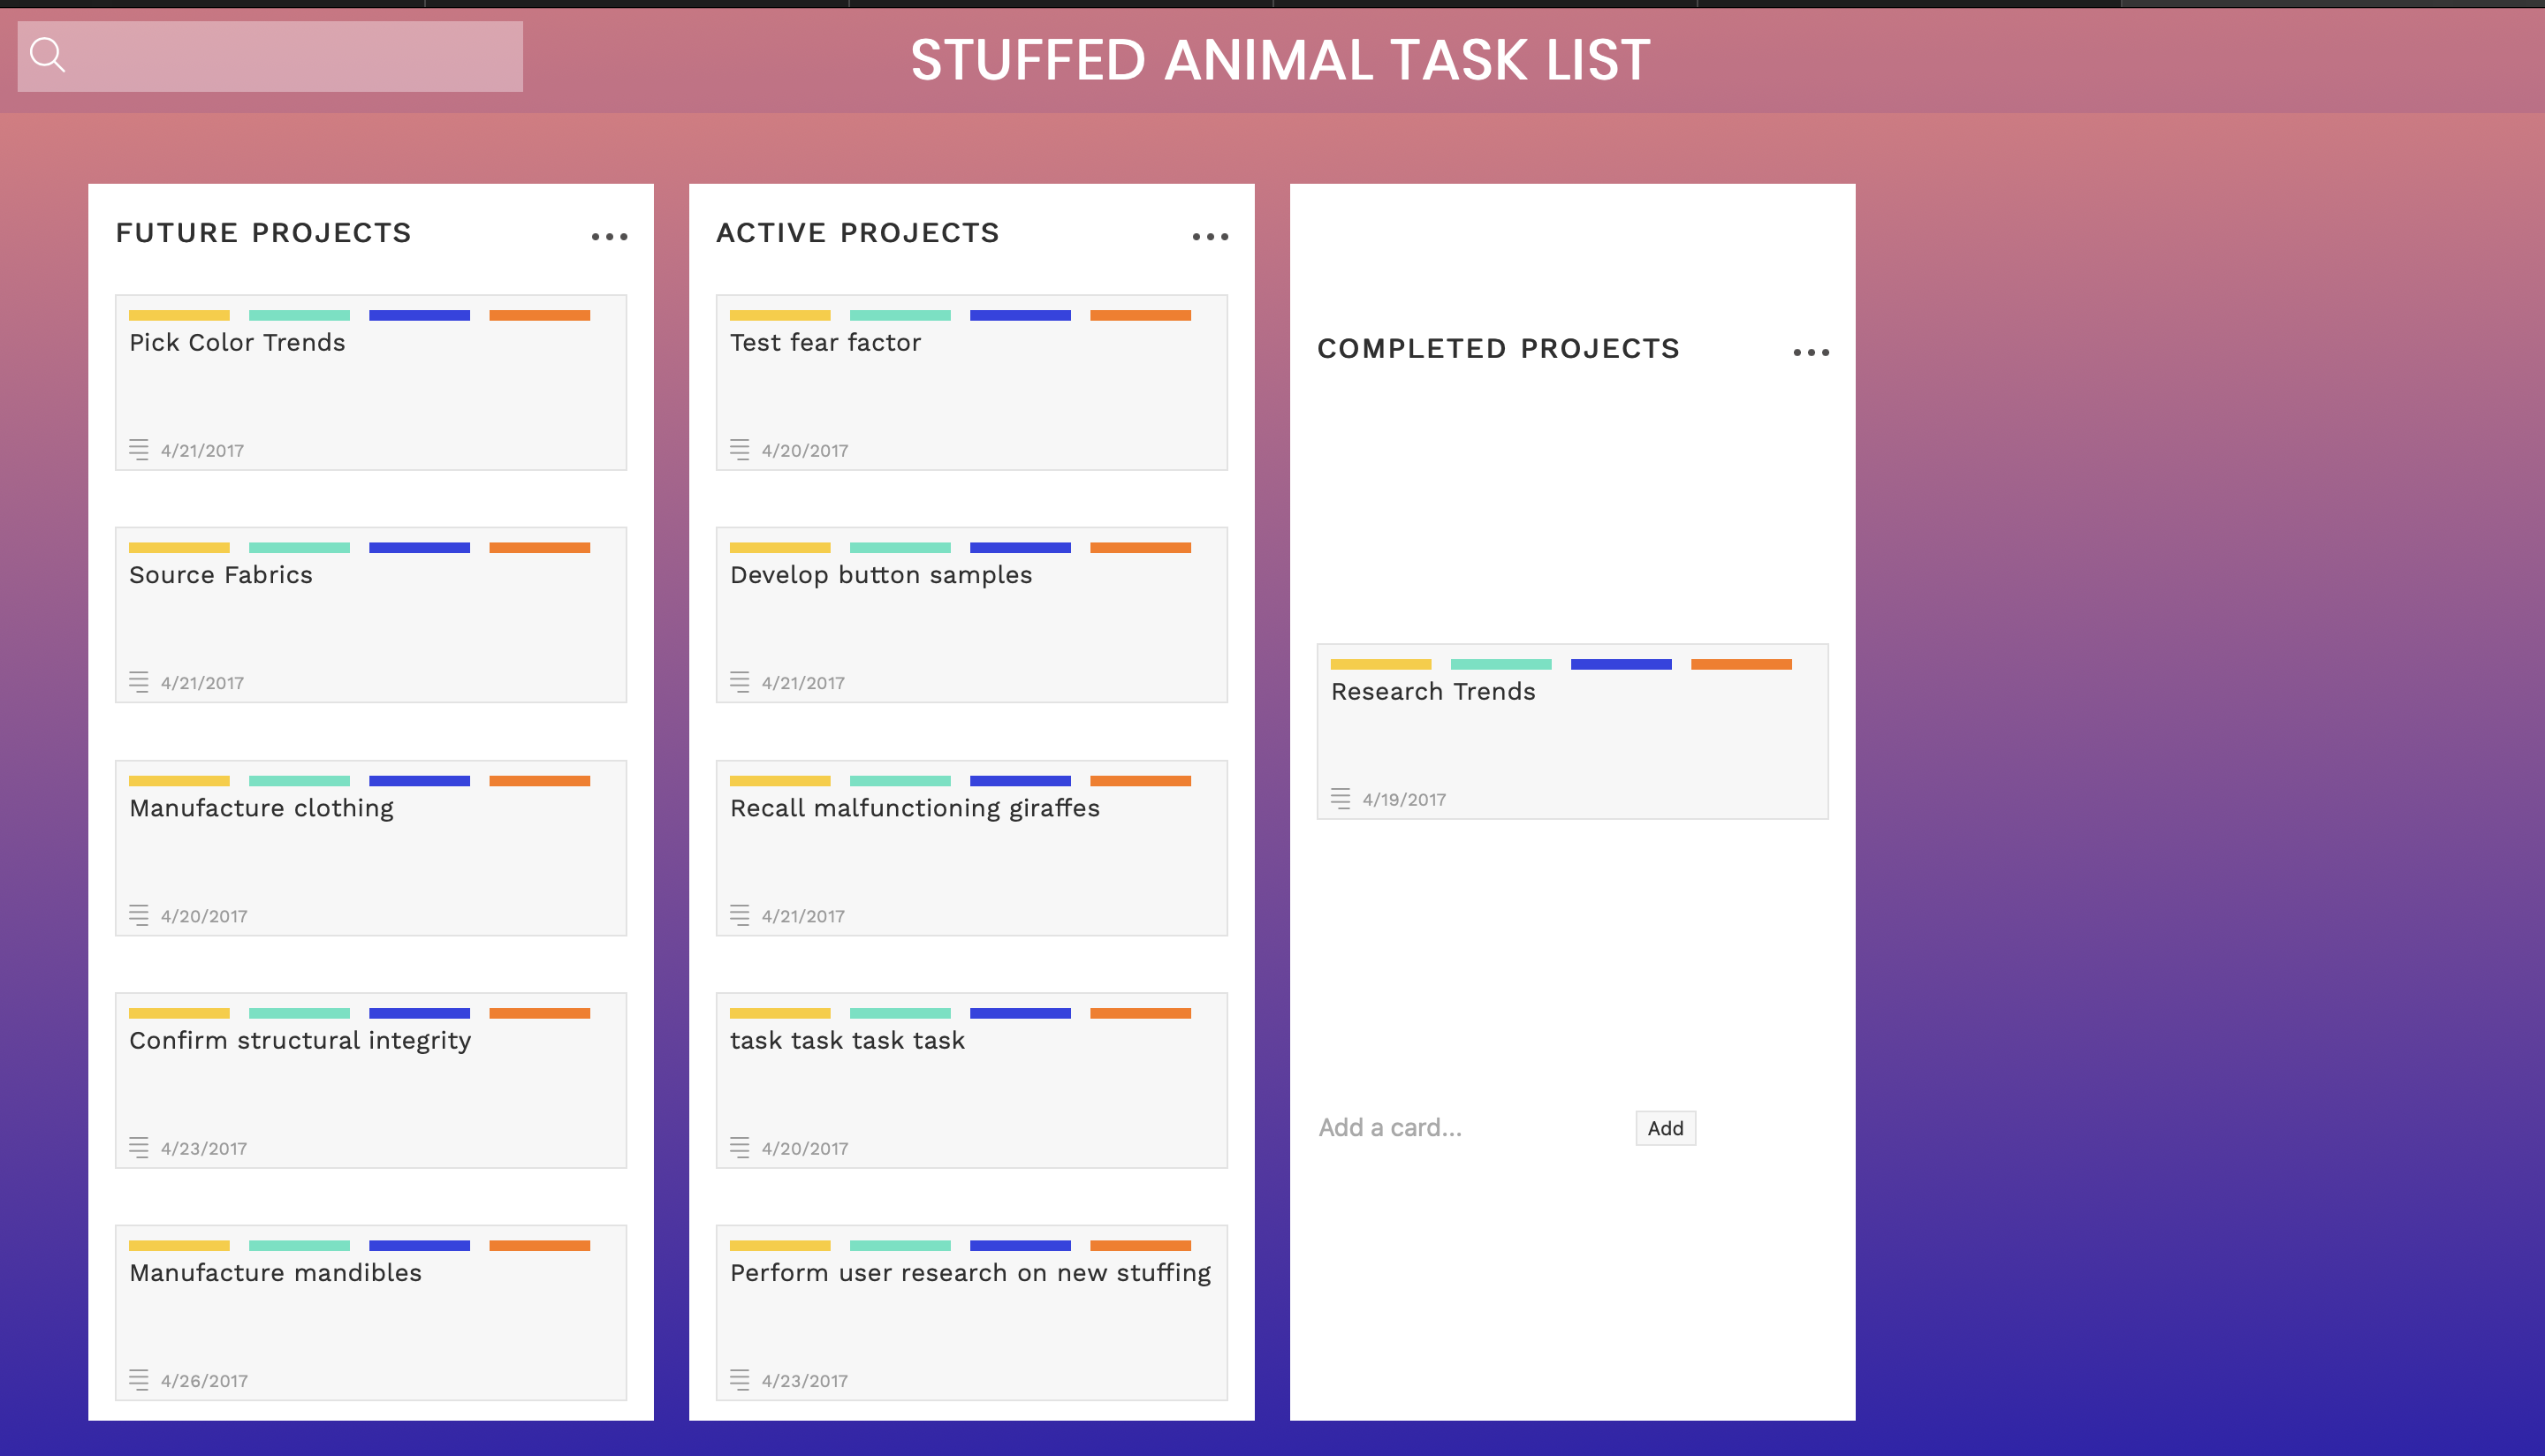 STUFFED ANIMAL TASK LIST
FUTURE PROJECTS
Pick Color Trends
4/21/2017
Source Fabrics
4/21/2017
Manufacture clothing
4/20/2017
Confirm structural integrity
4/23/2017
Manufacture mandibles
4/26/2017
ACTIVE PROJECTS
Test fear factor
4/20/2017
Develop button samples
4/21/2017
Recall malfunctioning giraffes
4/21/2017
task task task task
4/20/2017
Perform user research on new stuffing
4/23/2017
COMPLETED PROJECTS
Research Trends
4/19/2017
Add a card... Add